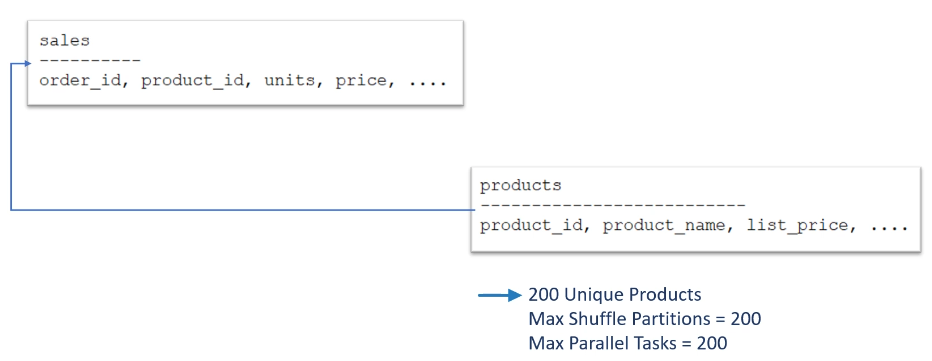 sales
----------
order_id, product_id, units, price, ....
products
--------------------------
product_id, product_name, list_price, ....
200 Unique Products
Max Shuffle Partitions = 200
Max Parallel Tasks = 200